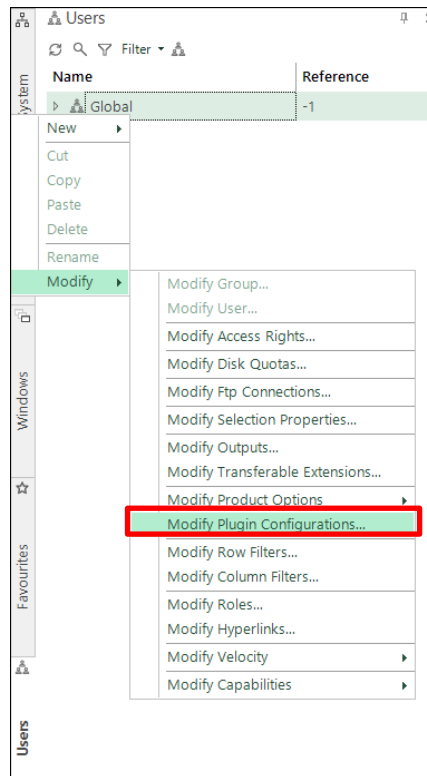 Users
Filter
Name Reference
Global -1
New
Cut
Copy
Paste
Delete
Rename
Modify
Modify Group...
Modify User...
Modify Access Rights...
Modify Disk Quotas...
Modify Ftp Connections...
Modify Selection Properties...
Modify Outputs...
Modify Transferable Extensions...
Modify Product Options
Modify Plugin Configurations...
Modify Row Filters...
Modify Column Filters...
Modify Roles...
Modify Hyperlinks...
Modify Velocity
Modify Capabilities
Windows
Favourites
Users